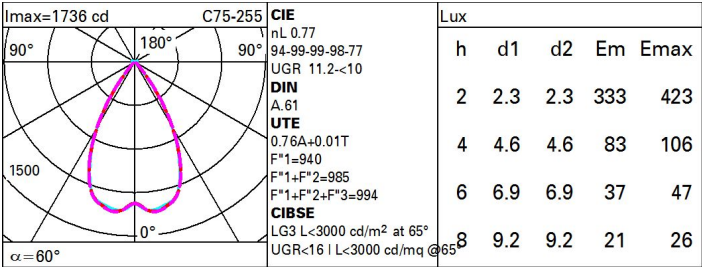 Imax=1736 cd C75-255
90° 180° 90°
1500
0°
α=60°
CIE
nL 0.77
94-99-99-98-77
UGR 11.2-<10
DIN
A.61
UTE
0.76A+0.01T
F"1=940
F"1+F"2=985
F"1+F"2+F"3=994
CIBSE
LG3 L<3000 cd/m² at 65°
UGR<16 | L<3000 cd/mq @65°
Lux
h d1 d2 Em Emax
2 2.3 2.3 333 423
4 4.6 4.6 83 106
6 6.9 6.9 37 47
8 9.2 9.2 21 26